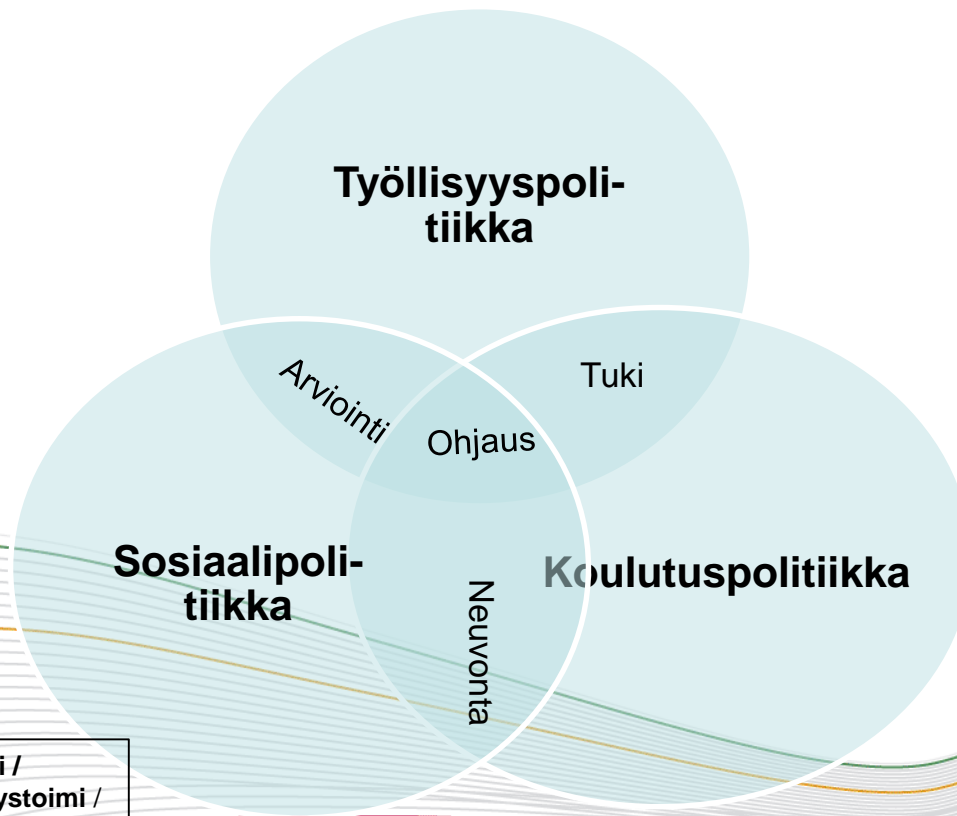 Työllisyyspoli-
tiikka
Arviointi
Tuki
Ohjaus
Sosiaalipoli-
tiikka
Koulutuspolitiikka
Neuvonta
i /
ystoimi /